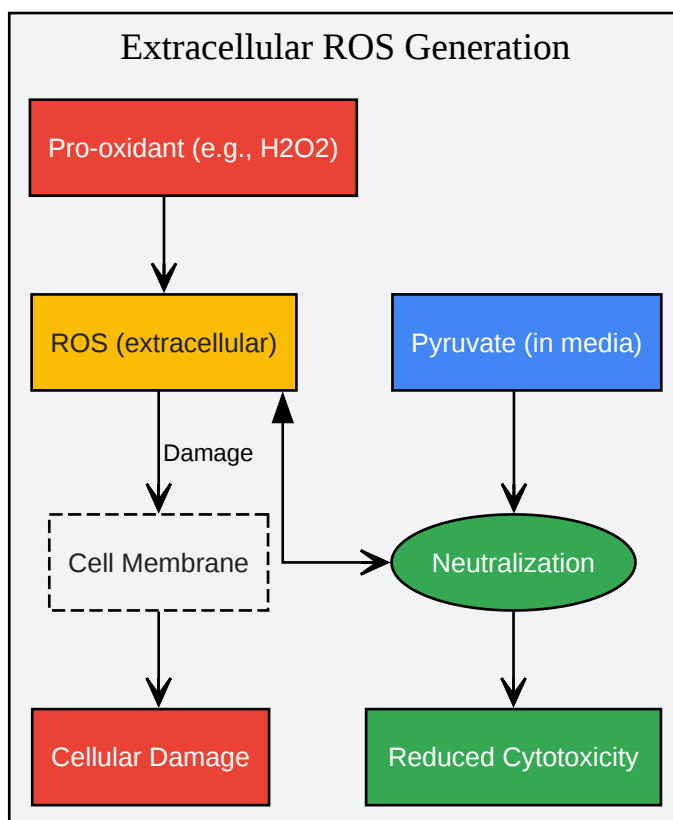 Extracellular ROS Generation
Pro-oxidant (e.g., H2O2)
ROS (extracellular)
Pyruvate (in media)
Damage
Cell Membrane
Neutralization
Cellular Damage
Reduced Cytotoxicity